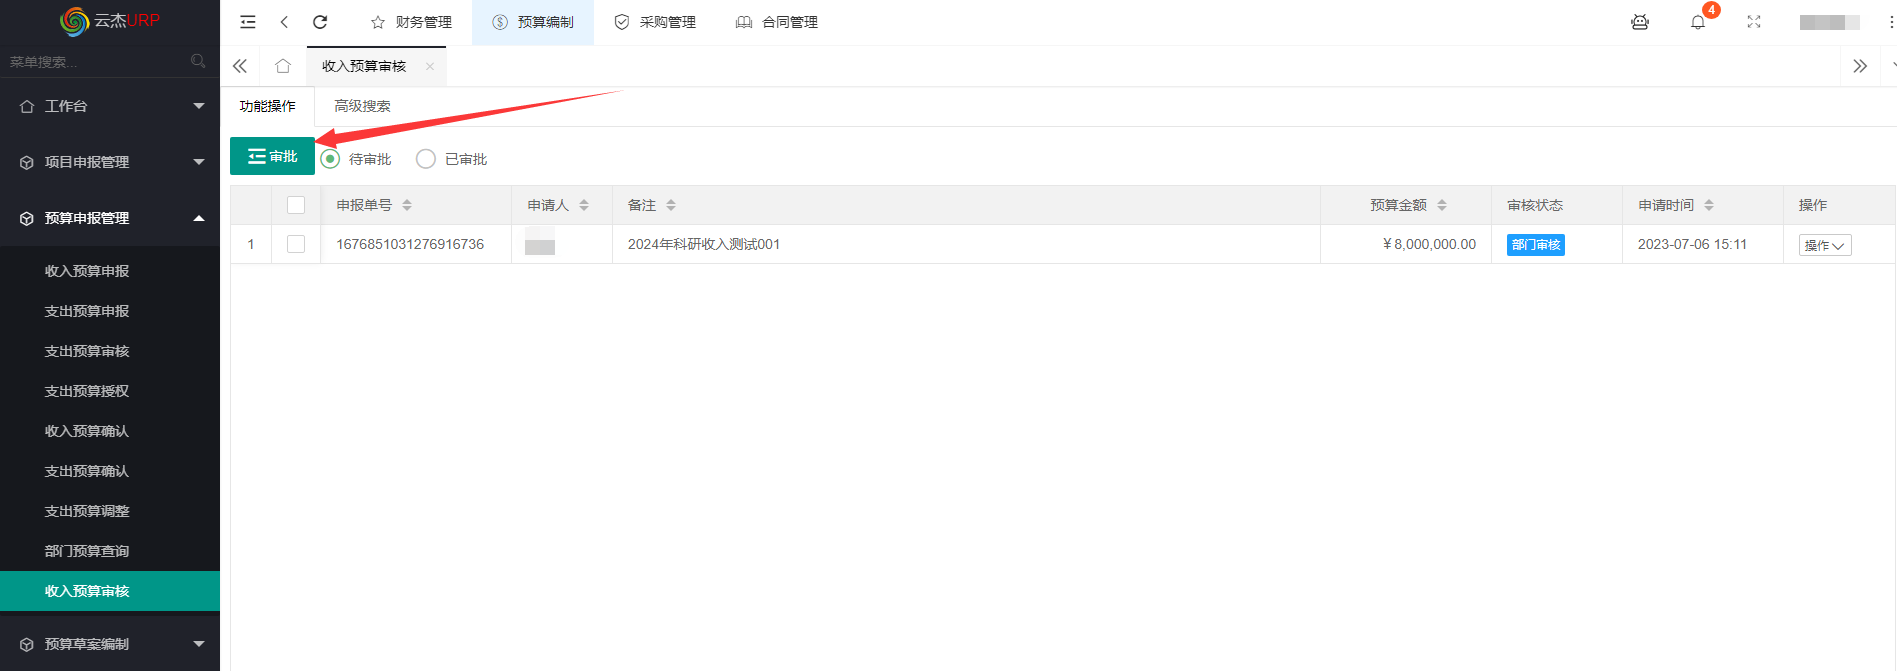 云杰URP
财务管理 预算编制 采购管理 合同管理 4
菜单搜索...
收入预算审核
工作台
项目申报管理
预算申报管理
收入预算申报
支出预算申报
支出预算审核
支出预算授权
收入预算确认
支出预算确认
支出预算调整
部门预算查询
收入预算审核
预算草案编制
功能操作 高级搜索
审批 待审批 已审批
申报单号 申请人 备注 预算金额 审核状态 申请时间 操作
1 1676851031276916736 2024年科研收入测试001 ¥8,000,000.00 部门审核 2023-07-06 15:11 操作